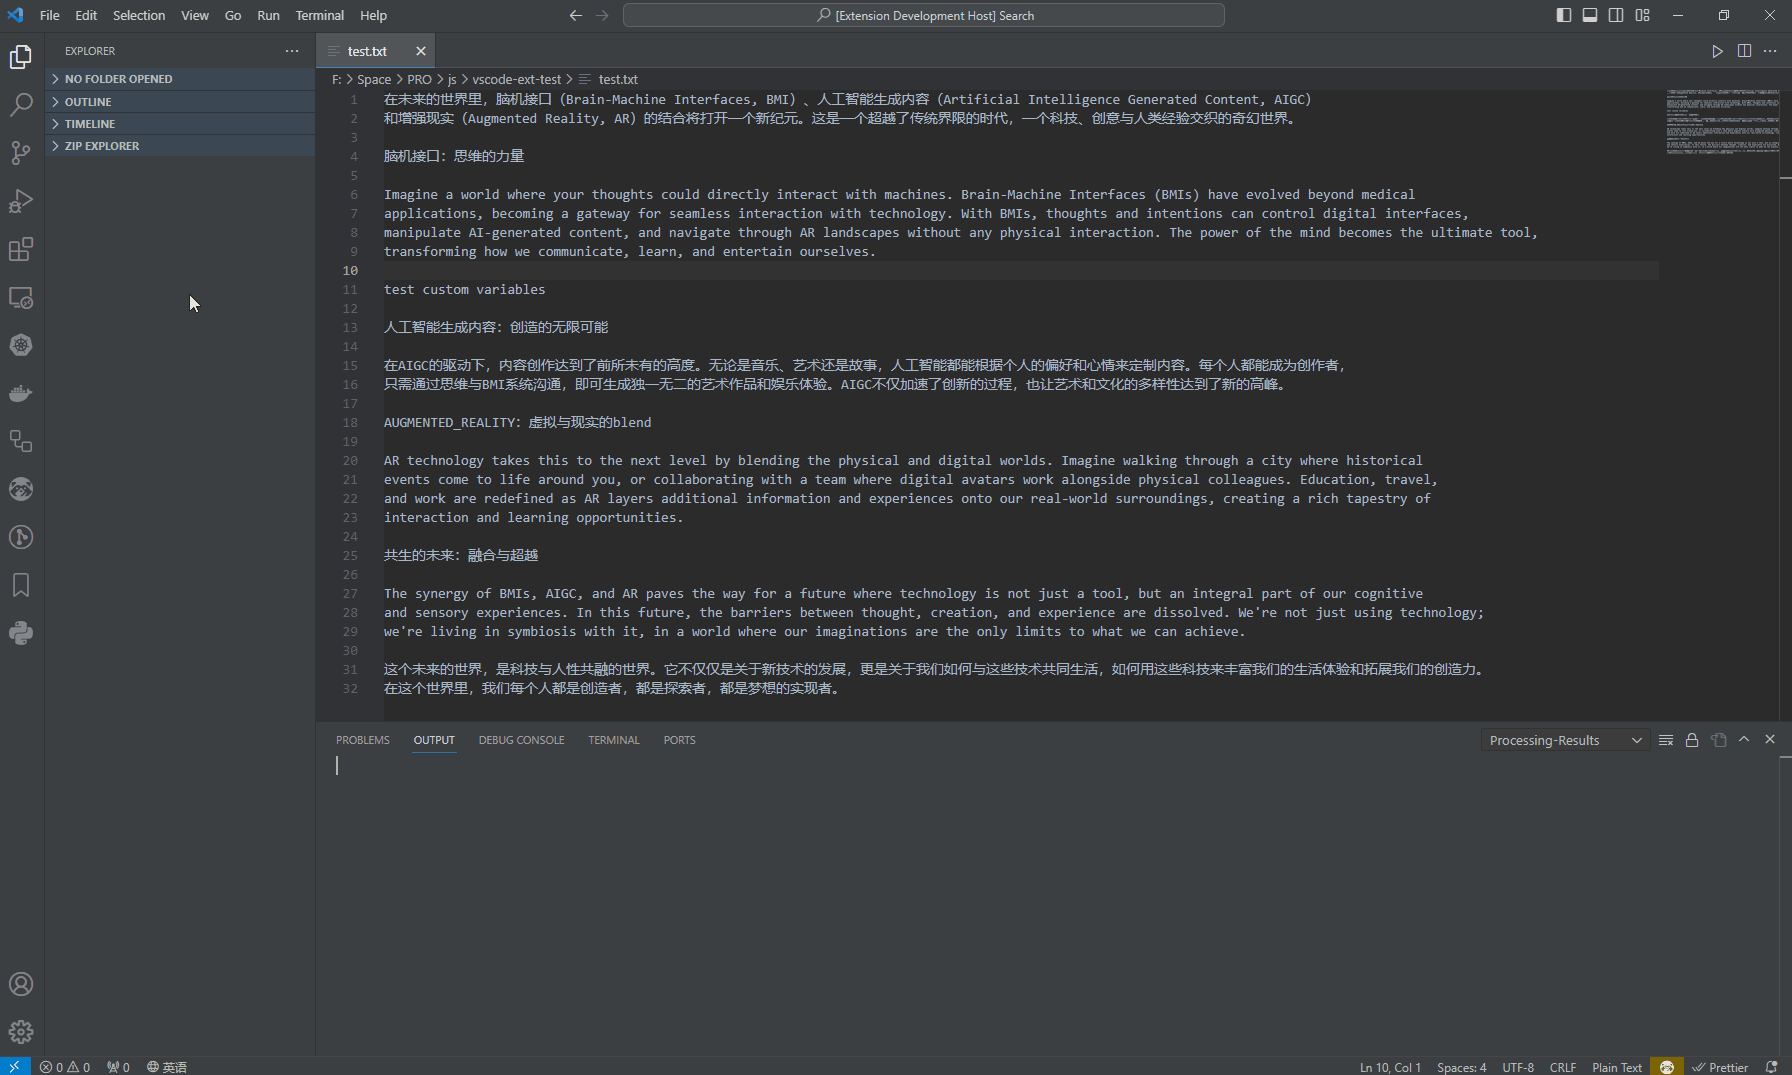 File Edit Selection View Go Run Terminal Help
[Extension Development Host] Search
EXPLORER
NO FOLDER OPENED
OUTLINE
TIMELINE
ZIP EXPLORER
test.txt
F: > Space > PRO > js > vscode-ext-test > test.txt
1 在未来的世界里，脑机接口（Brain-Machine Interfaces, BMI）、人工智能生成内容（Artificial Intelligence Generated Content, AIGC）
2 和增强现实（Augmented Reality, AR）的结合将打开一个新纪元。这是一个超越了传统界限的时代，一个科技、创意与人类经验交织的奇幻世界。
3
4 脑机接口：思维的力量
5
6 Imagine a world where your thoughts could directly interact with machines. Brain-Machine Interfaces (BMIs) have evolved beyond medical
7 applications, becoming a gateway for seamless interaction with technology. With BMIs, thoughts and intentions can control digital interfaces,
8 manipulate AI-generated content, and navigate through AR landscapes without any physical interaction. The power of the mind becomes the ultimate tool,
9 transforming how we communicate, learn, and entertain ourselves.
10
11 test custom variables
12
13 人工智能生成内容：创造的无限可能
14
15 在AIGC的驱动下，内容创作达到了前所未有的高度。无论是音乐、艺术还是故事，人工智能都能根据个人的偏好和心情来定制内容。每个人都能成为创作者，
16 只需通过思维与BMI系统沟通，即可生成独一无二的艺术作品和娱乐体验。AIGC不仅加速了创新的过程，也让艺术和文化的多样性达到了新的高峰。
17
18 AUGMENTED_REALITY：虚拟与现实的blend
19
20 AR technology takes this to the next level by blending the physical and digital worlds. Imagine walking through a city where historical
21 events come to life around you, or collaborating with a team where digital avatars work alongside physical colleagues. Education, travel,
22 and work are redefined as AR layers additional information and experiences onto our real-world surroundings, creating a rich tapestry of
23 interaction and learning opportunities.
24
25 共生的未来：融合与超越
26
27 The synergy of BMIs, AIGC, and AR paves the way for a future where technology is not just a tool, but an integral part of our cognitive
28 and sensory experiences. In this future, the barriers between thought, creation, and experience are dissolved. We're not just using technology;
29 we're living in symbiosis with it, in a world where our imaginations are the only limits to what we can achieve.
30
31 这个未来的世界，是科技与人性共融的世界。它不仅仅是关于新技术的发展，更是关于我们如何与这些技术共同生活，如何用这些科技来丰富我们的生活体验和拓展我们的创造力。
32 在这个世界里，我们每个人都是创造者，都是探索者，都是梦想的实现者。
PROBLEMS OUTPUT DEBUG CONSOLE TERMINAL PORTS
Processing-Results
0 0 0 英语
Ln 10, Col 1 Spaces: 4 UTF-8 CRLF Plain Text Prettier